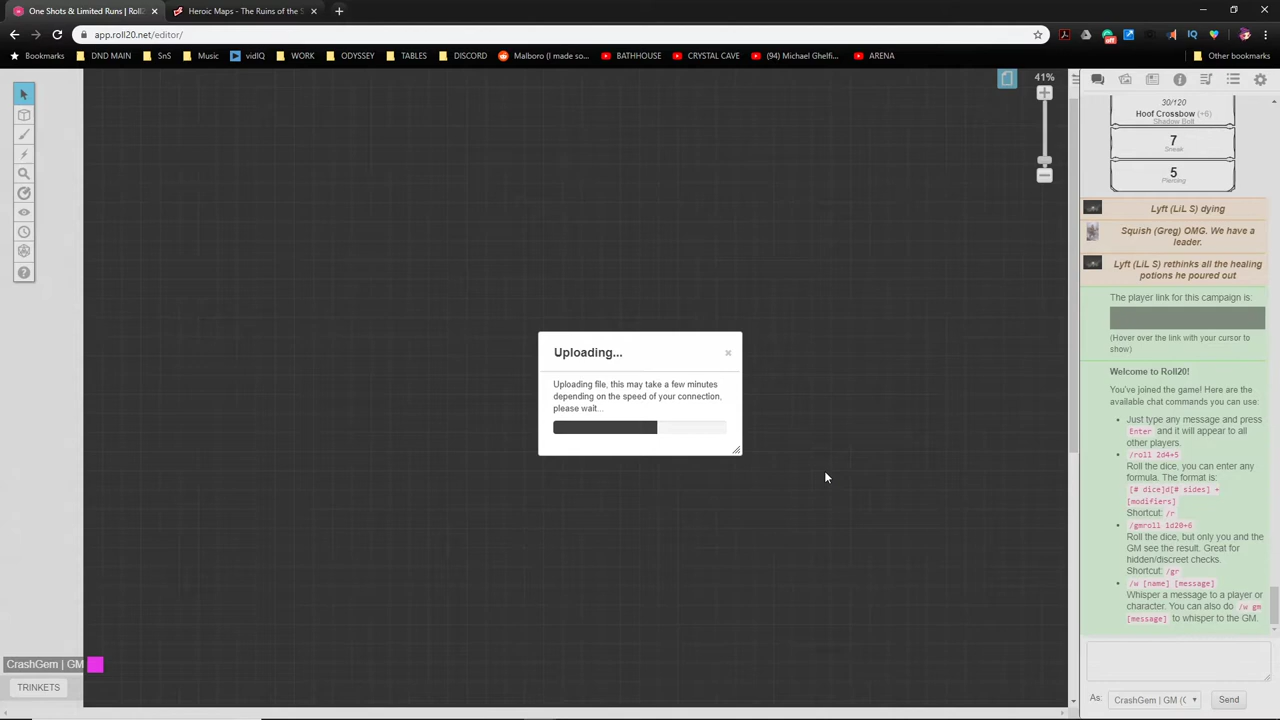 One Shots & Limited Runs | Roll20
Heroic Maps - The Ruins of the S
app.roll20.net/editor/
Bookmarks
DND MAIN
SnS
Music
vidIQ
WORK
ODYSSEY
TABLES
DISCORD
Malboro (I made so...
BATHHOUSE
CRYSTAL CAVE
(94) Michael Ghelfi...
ARENA
Other bookmarks
41%
30/120
Hoof Crossbow (+6)
Shadow Bolt
7
Sneak
5
Piercing
Lyft (LiL S) dying
Squish (Greg) OMG. We have a
leader.
Lyft (LiL S) rethinks all the healing
potions he poured out
The player link for this campaign is:
(Hover over the link with your cursor to
show)
Welcome to Roll20!
You've joined the game! Here are the
available chat commands you can use:
Just type any message and press
Enter and it will appear to all
other players.
/roll 2d4+5
Roll the dice, you can enter any
formula. The format is:
[# dice]d[# sides] +
[modifiers]
Shortcut: /r
/gmroll 1d20+6
Roll the dice, but only you and the
GM see the result. Great for
hidden/discreet checks.
Shortcut: /gr
/w [name] [message]
Whisper a message to a player or
character. You can also do /w gm
[message] to whisper to the GM.
As:
CrashGem | GM (C
Send
Uploading...
Uploading file, this may take a few minutes
depending on the speed of your connection,
please wait...
CrashGem | GM
TRINKETS